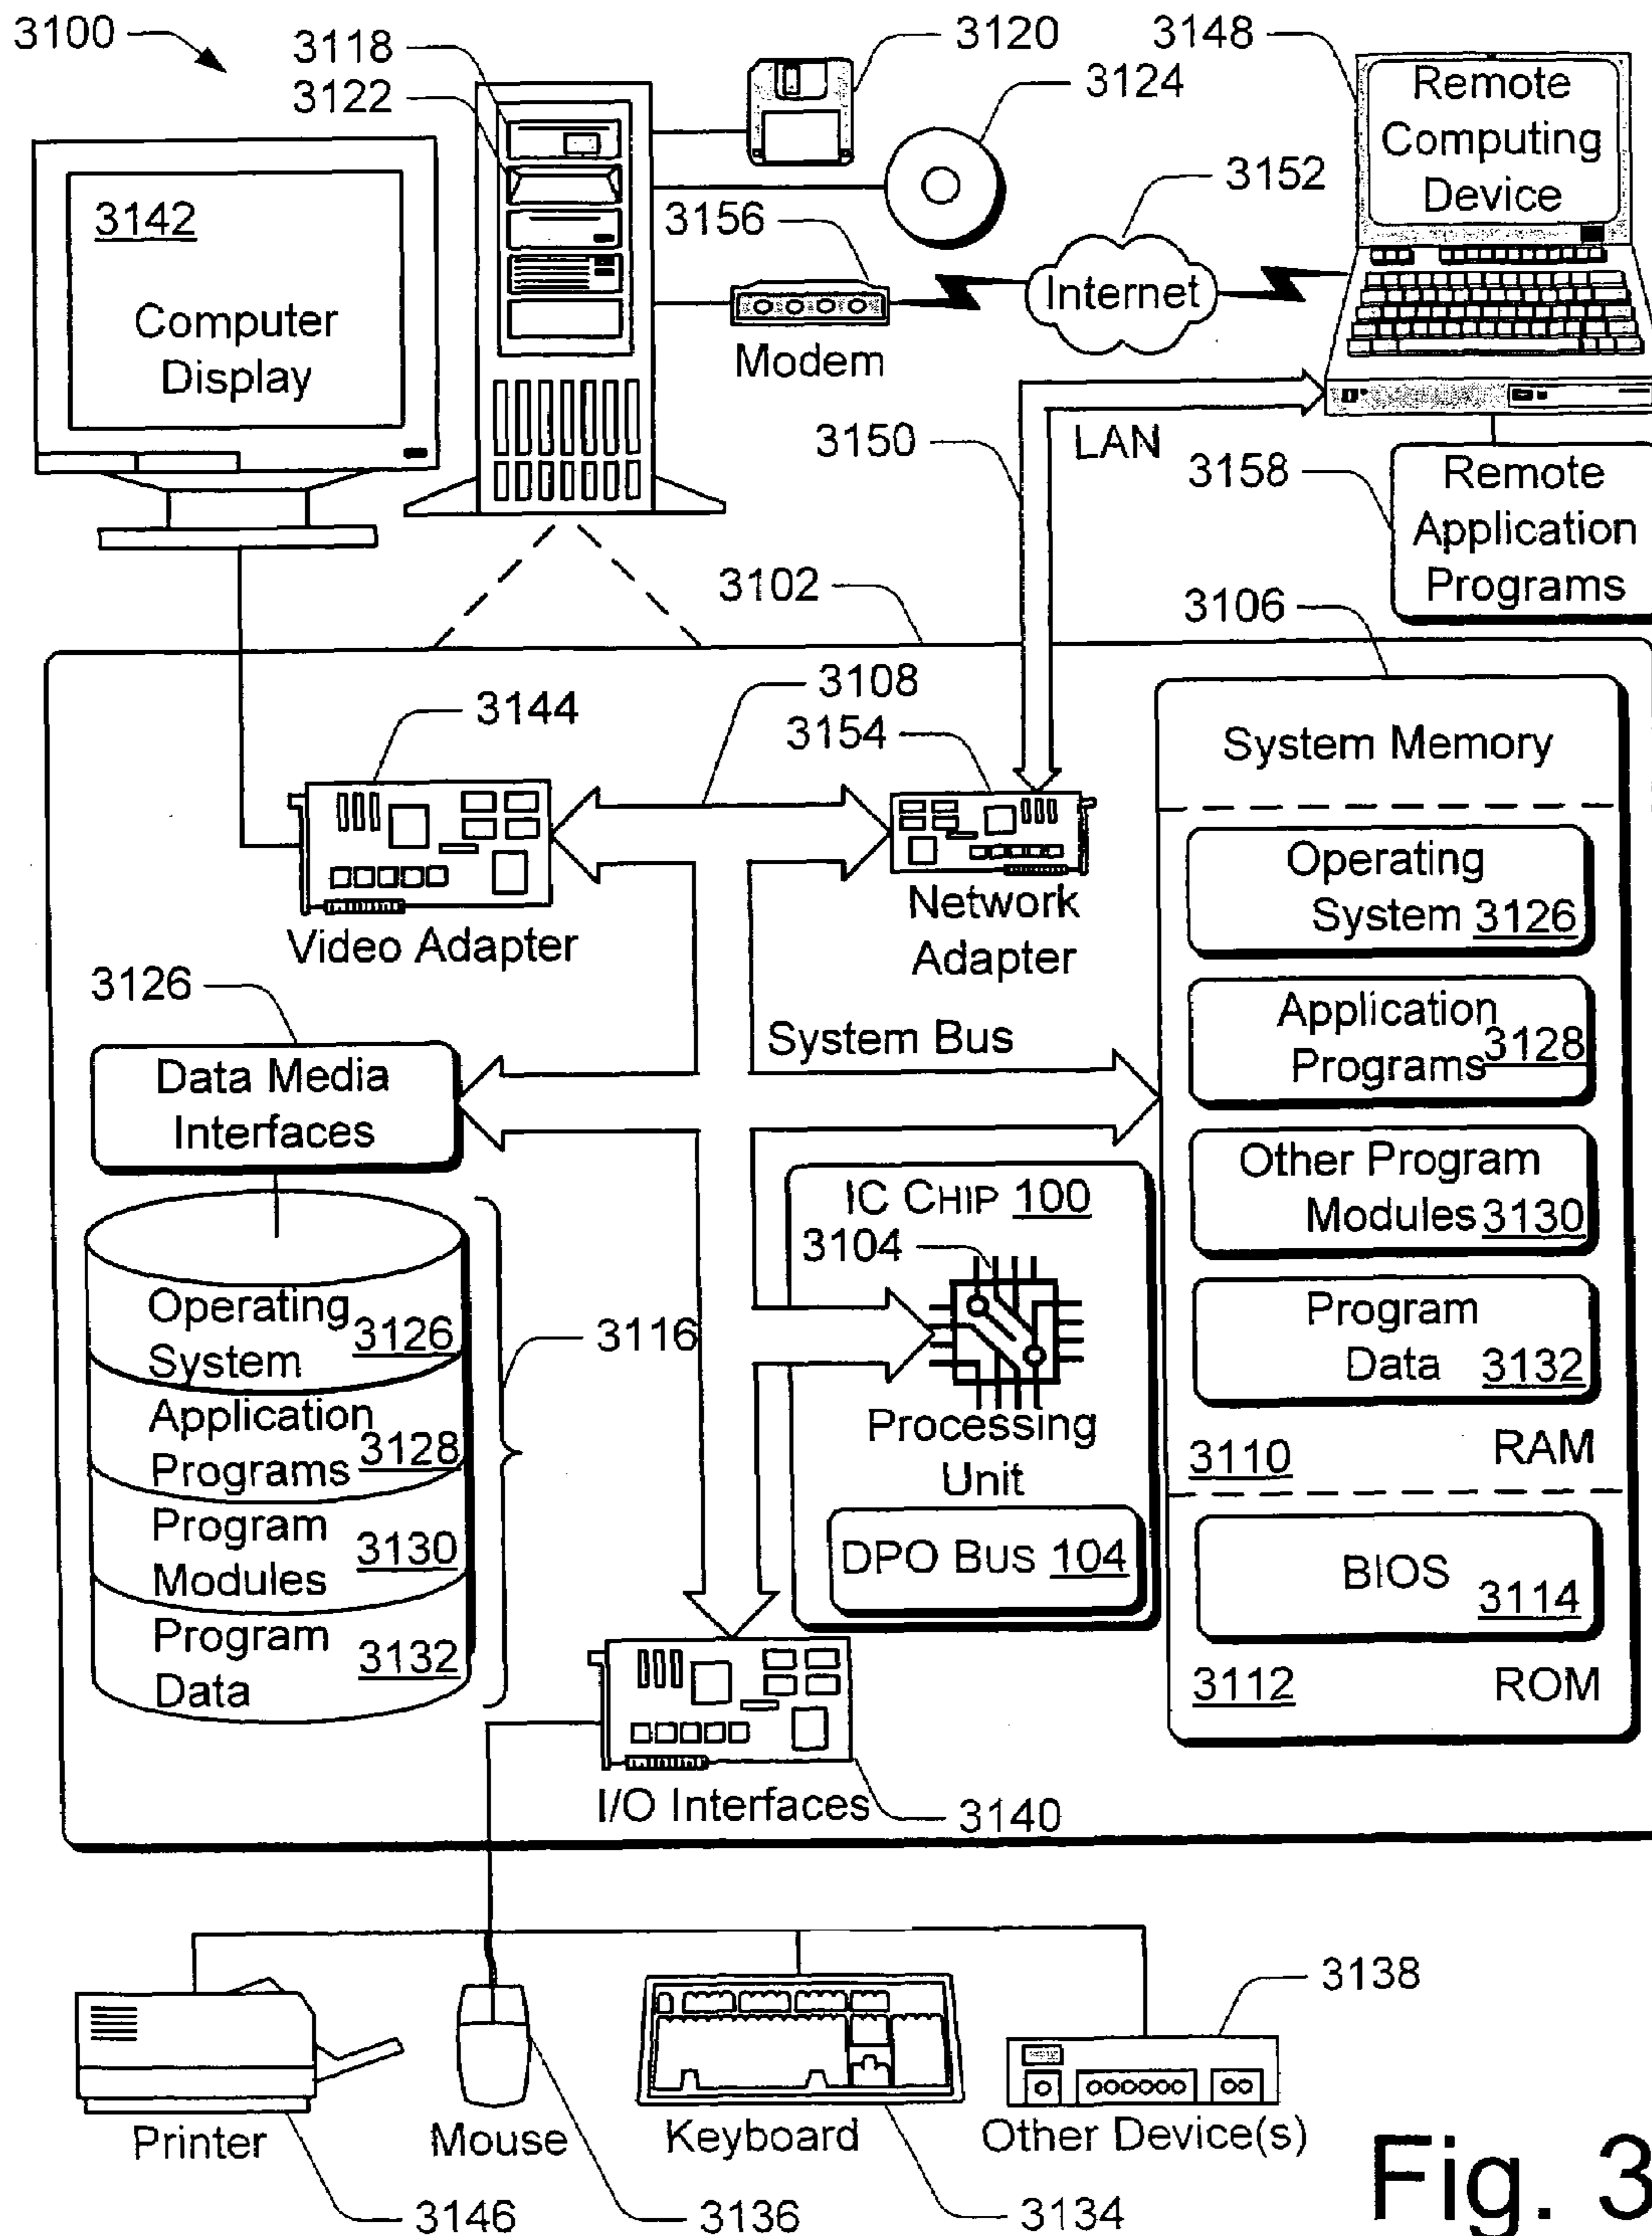 3100
3118
3120
3148
3122
3124
Remote
Computing
Device
3142
3156
3152
Computer
Display
Internet
Modem
3150
LAN
3158
Remote
Application
Programs
3102
3106
3108
3144
3154
System Memory
Operating
System 3126
Video Adapter
Network
Adapter
3126
Application
Programs 3128
System Bus
Data Media
Interfaces
Other Program
Modules 3130
IC CHIP 100
3104
Program
Data 3132
Operating
System 3126
3116
Application
Programs 3128
Processing
Unit
3110 RAM
Program
Modules 3130
DPO BUS 104
BIOS
3114
Program
Data 3132
3112 ROM
I/O Interfaces
3140
3138
Printer
Mouse
Keyboard
Other Device(s)
3146
3136
3134
Fig. 3